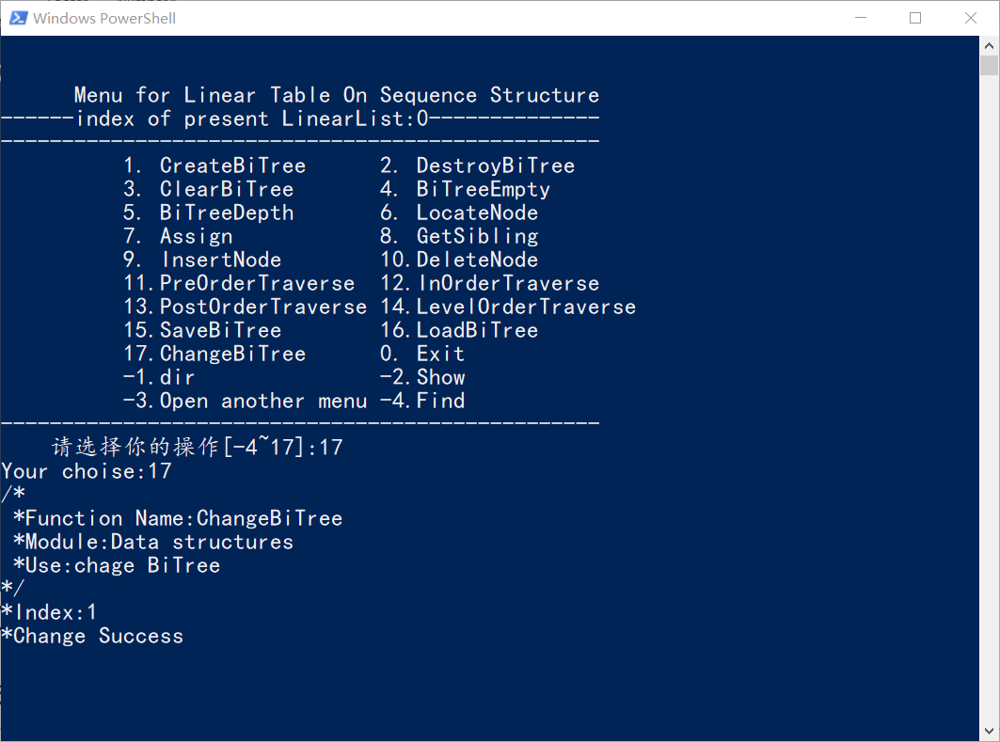 Windows PowerShell
Menu for Linear Table On Sequence Structure
------index of present LinearList:0--------------
-------------------------------------------------
1. CreateBiTree 2. DestroyBiTree
3. ClearBiTree 4. BiTreeEmpty
5. BiTreeDepth 6. LocateNode
7. Assign 8. GetSibling
9. InsertNode 10.DeleteNode
11.PreOrderTraverse 12.InOrderTraverse
13.PostOrderTraverse 14.LevelOrderTraverse
15.SaveBiTree 16.LoadBiTree
17.ChangeBiTree 0. Exit
-1.dir -2.Show
-3.Open another menu -4.Find
-------------------------------------------------
请选择你的操作[-4~17]:17
Your choise:17
/*
*Function Name:ChangeBiTree
*Module:Data structures
*Use:chage BiTree
*/
*Index:1
*Change Success